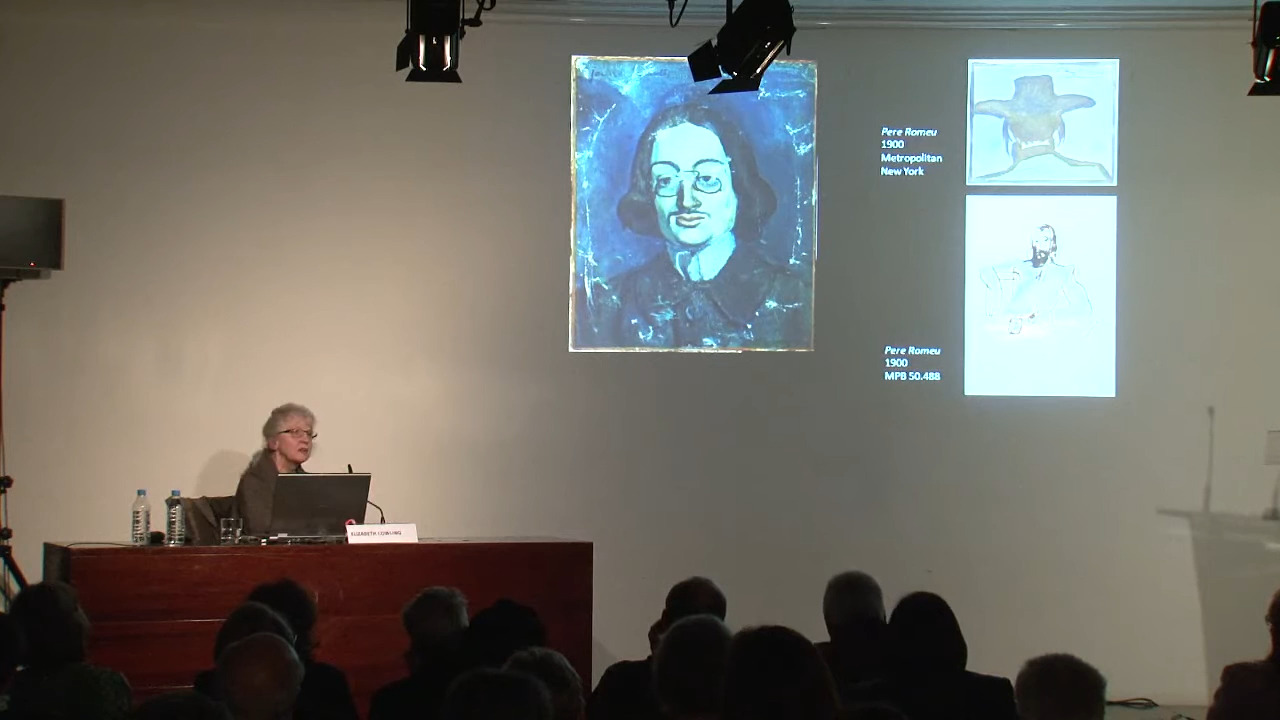 Pere Romeu
1900
Metropolitan
New York
Pere Romeu
1900
MPB 50.488
ELIZABETH COWLING